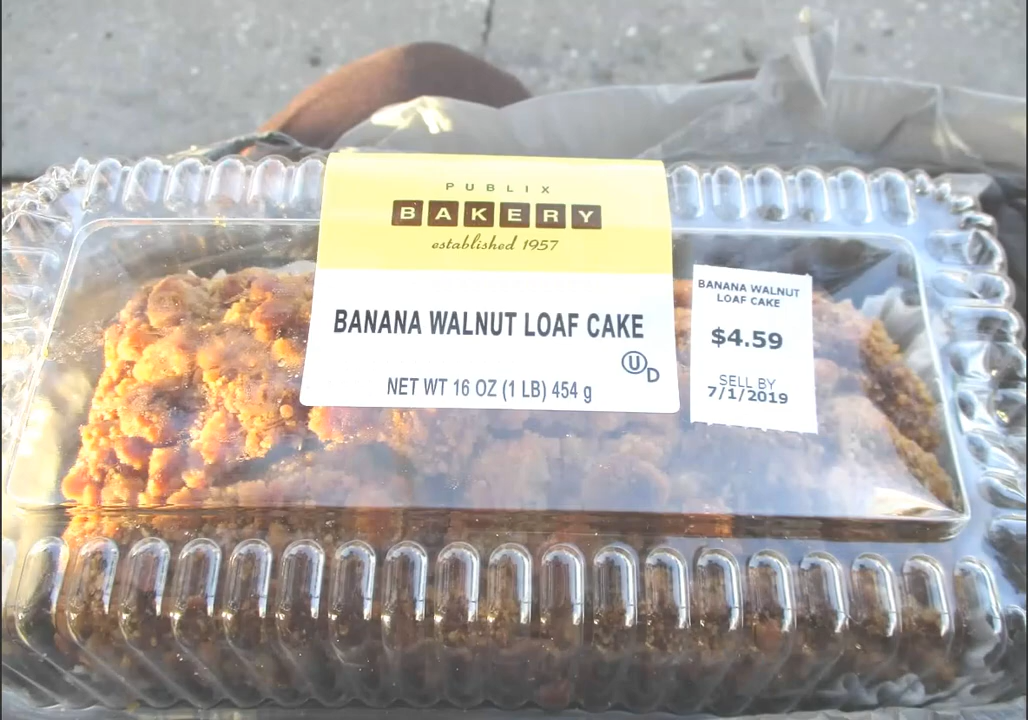 PUBLIX
BAKERY
established 1957
BANANA WALNUT LOAF CAKE
U D
NET WT 16 OZ (1 LB) 454 g
BANANA WALNUT
LOAF CAKE
$4.59
SELL BY
7/1/2019